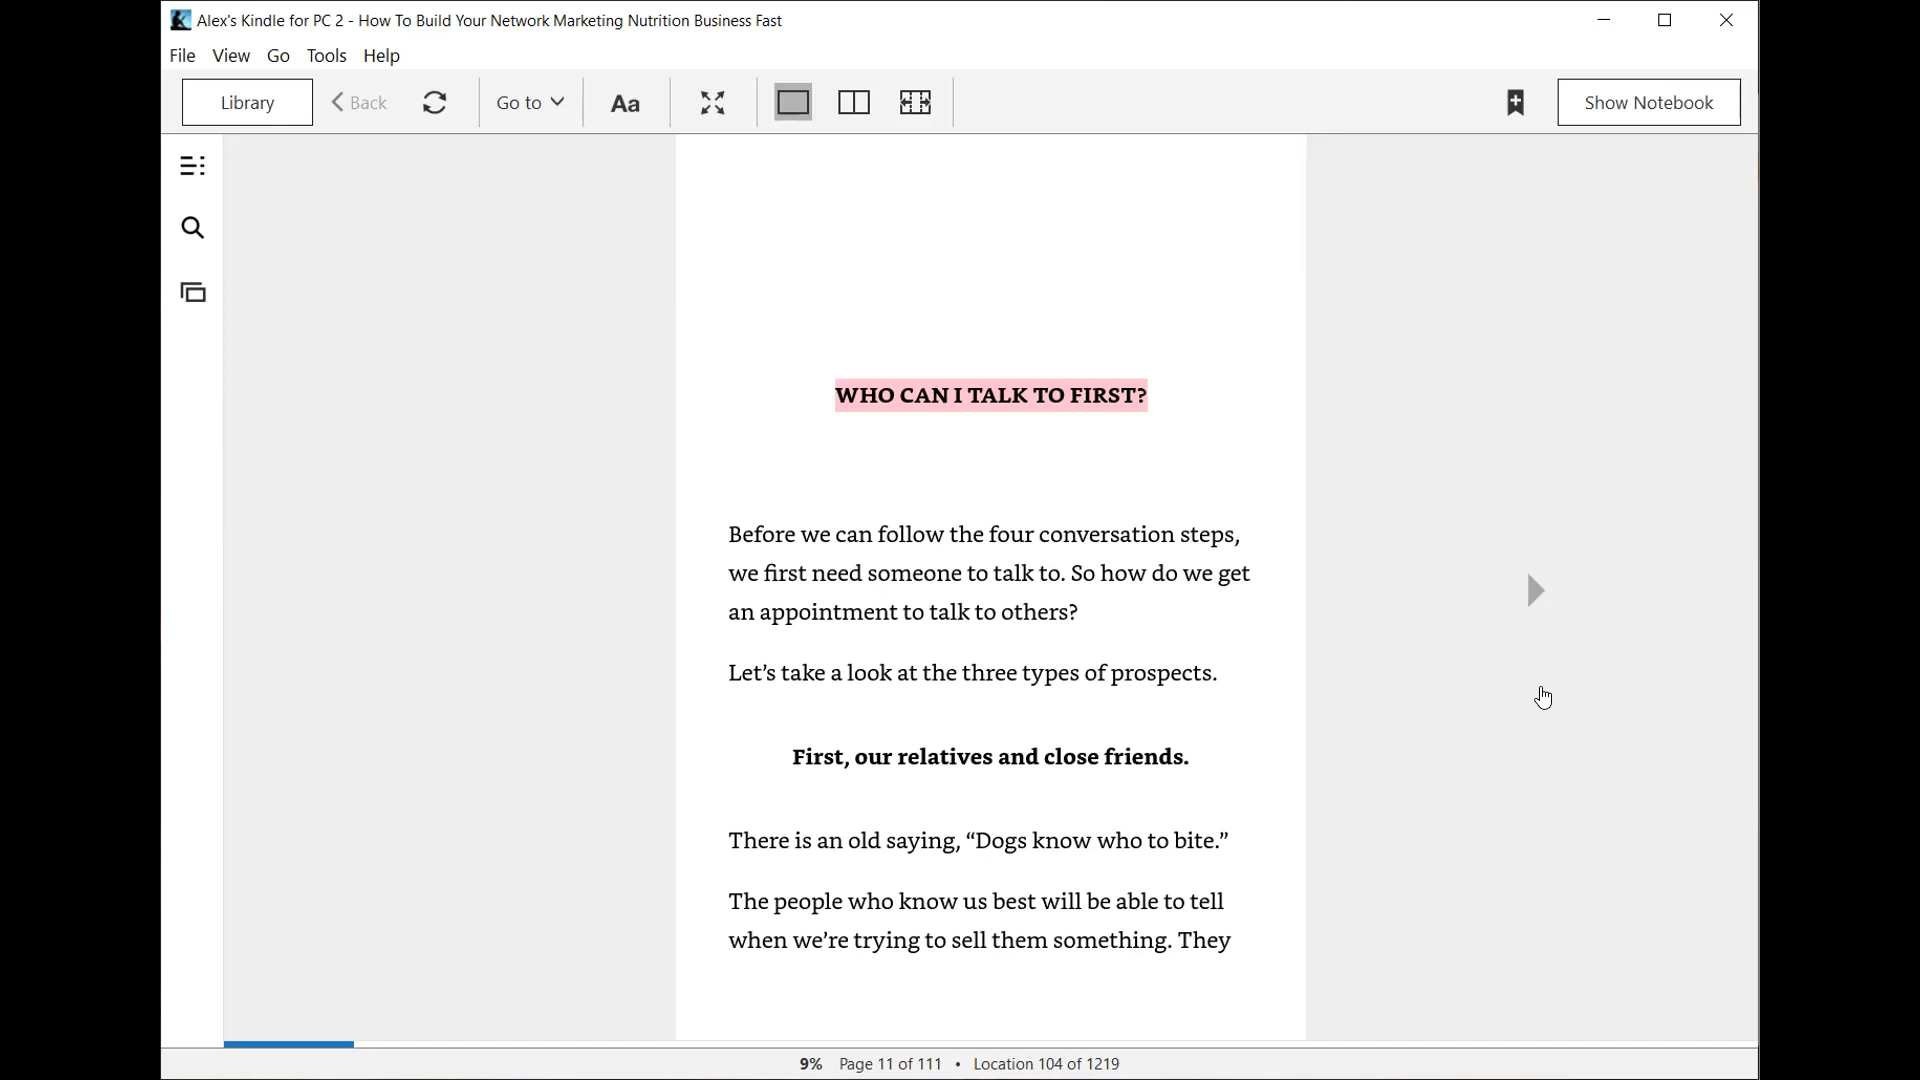 Alex's Kindle for PC 2 - How To Build Your Network Marketing Nutrition Business Fast
File View Go Tools Help
Library Back Go to Aa Show Notebook
WHO CAN I TALK TO FIRST?
Before we can follow the four conversation steps,
we first need someone to talk to. So how do we get
an appointment to talk to others?
Let’s take a look at the three types of prospects.
First, our relatives and close friends.
There is an old saying, “Dogs know who to bite.”
The people who know us best will be able to tell
when we’re trying to sell them something. They
9% Page 11 of 111 • Location 104 of 1219